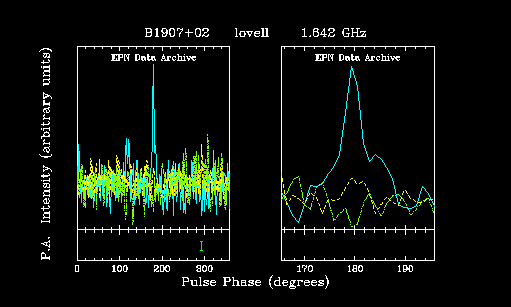 B1907+02 lovell 1.642 GHz
EPN Data Archive EPN Data Archive
Intensity (arbitrary units)
P.A.
0 100 200 300 170 180 190
Pulse Phase (degrees)